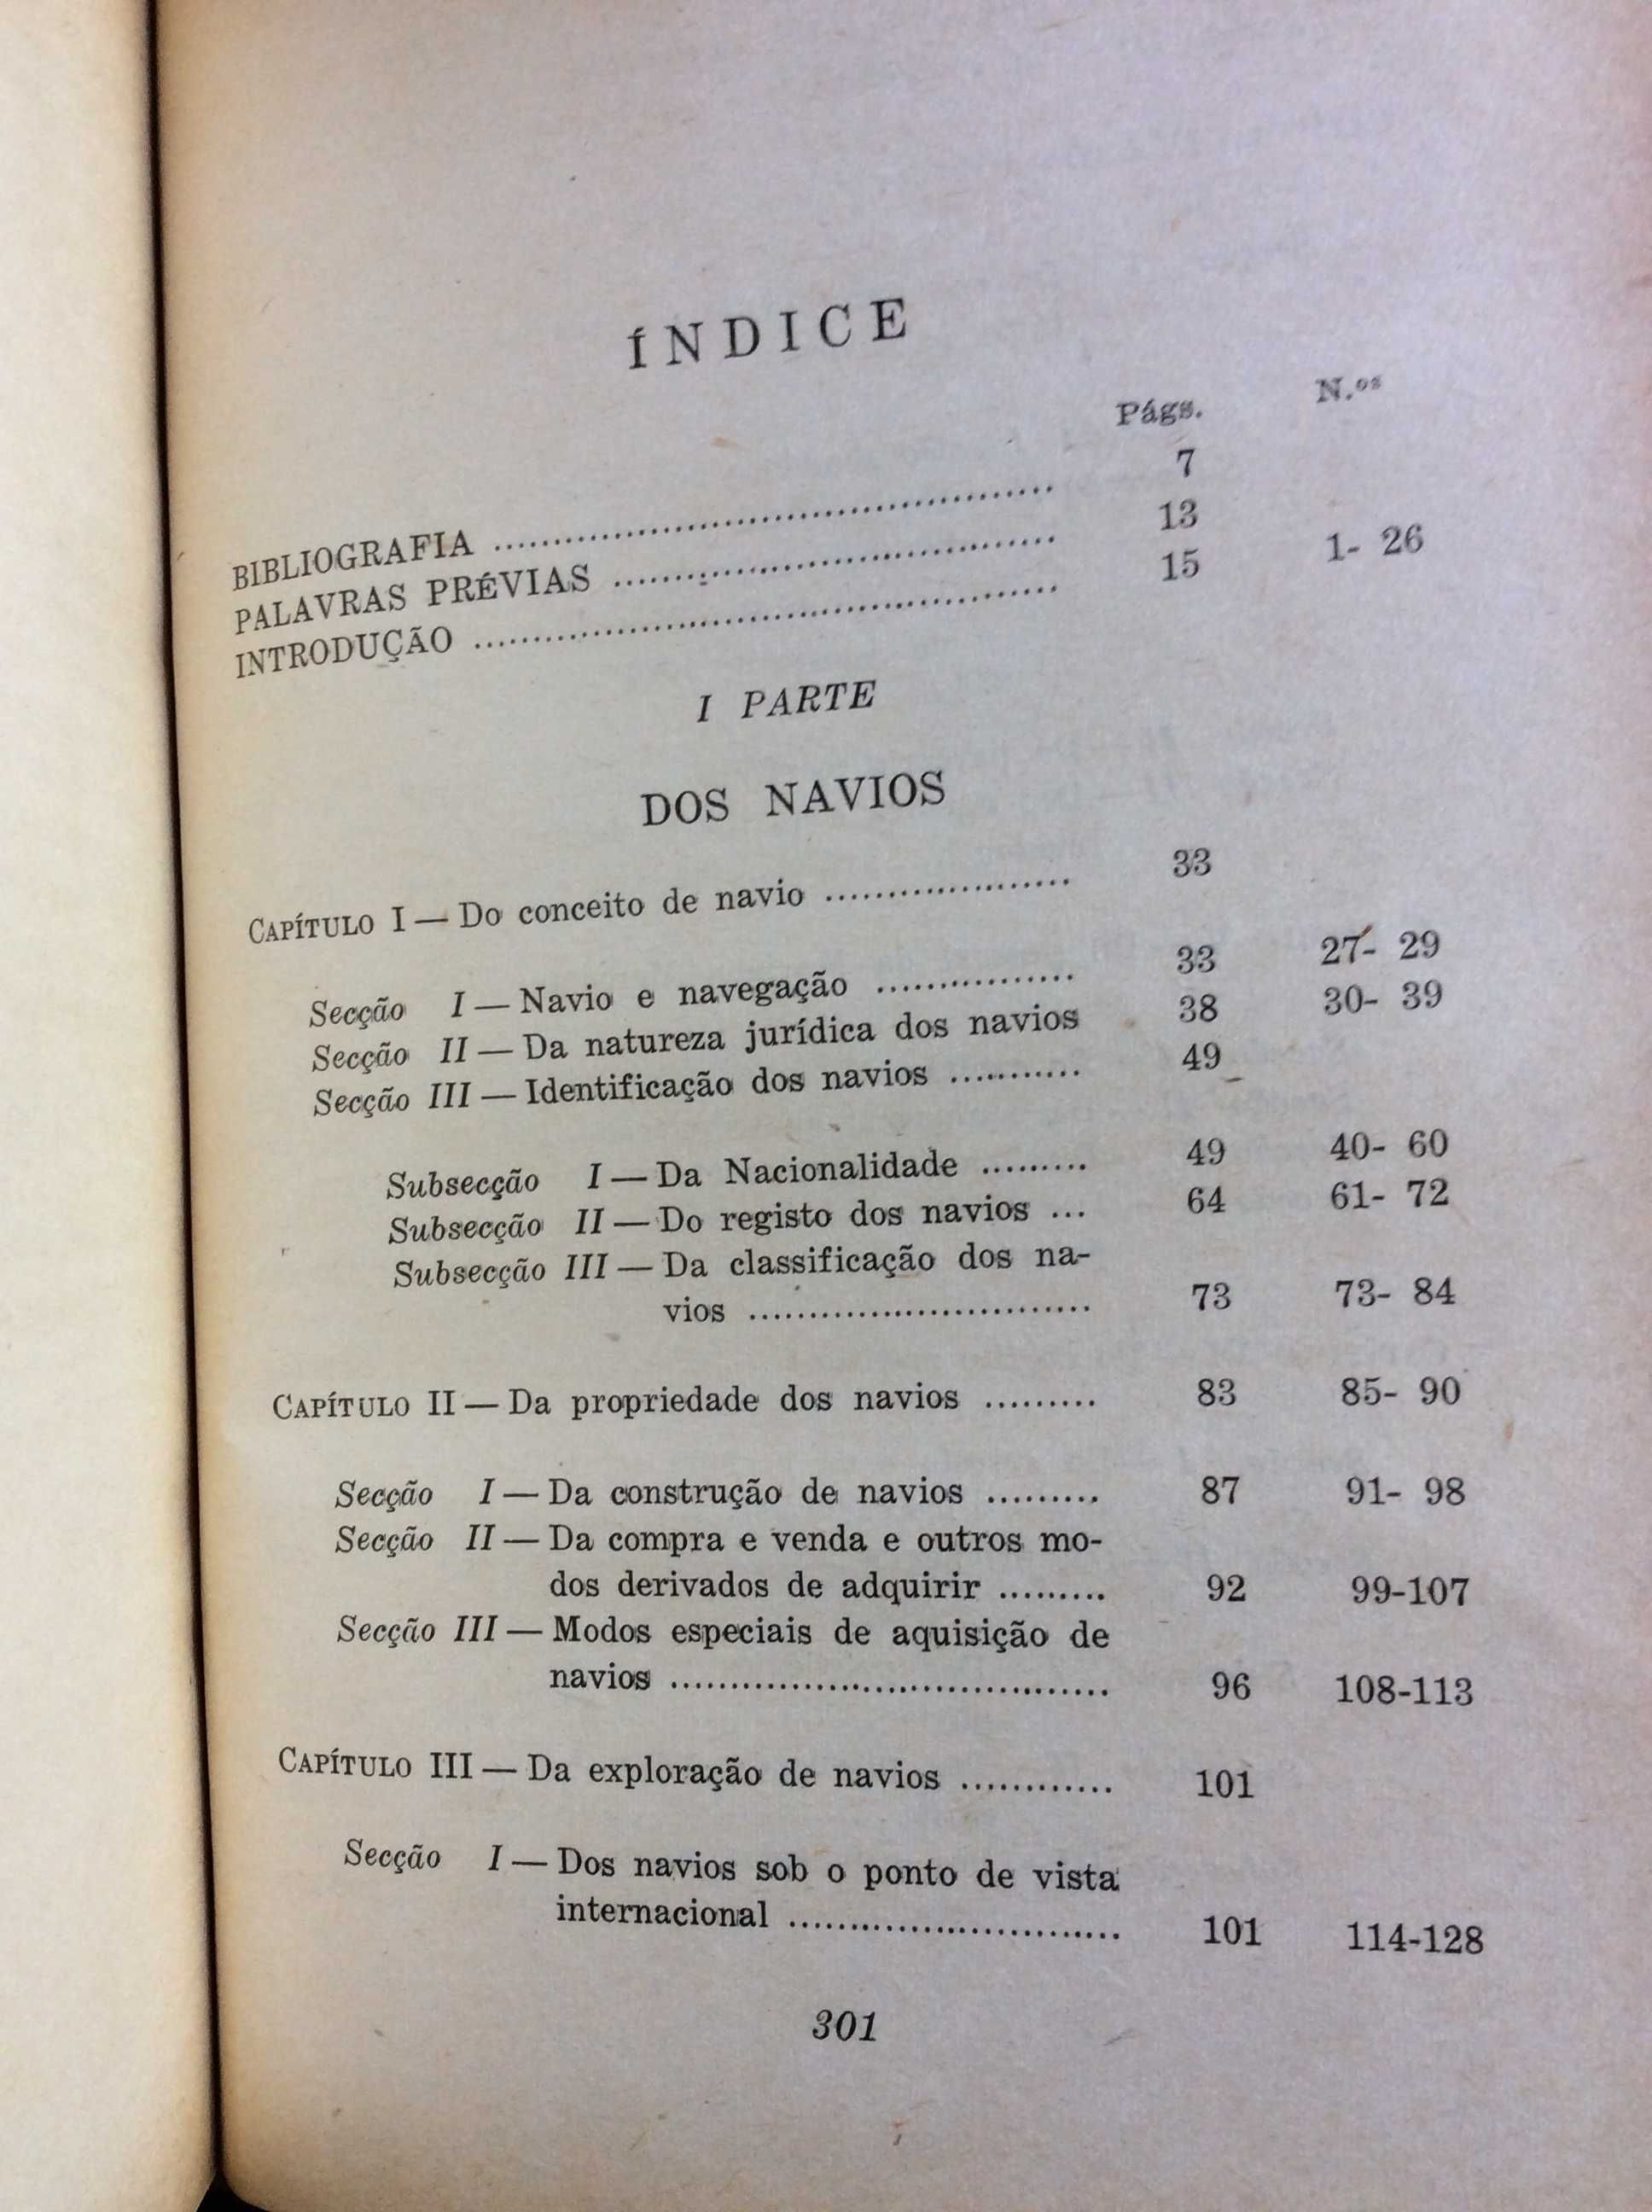 ÍNDICE
Págs. N.os
BIBLIOGRAFIA ............ 7
PALAVRAS PRÉVIAS ............ 13
INTRODUÇÃO ............ 15 1- 26
I PARTE
DOS NAVIOS
CAPÍTULO I — Do conceito de navio ............ 33
Secção I — Navio e navegação ............ 33 27- 29
Secção II — Da natureza jurídica dos navios 38 30- 39
Secção III — Identificação dos navios ............ 49
Subsecção I — Da Nacionalidade ......... 49 40- 60
Subsecção II — Do registo dos navios ... 64 61- 72
Subsecção III — Da classificação dos na-
vios ............ 73 73- 84
CAPÍTULO II — Da propriedade dos navios ......... 83 85- 90
Secção I — Da construção de navios ......... 87 91- 98
Secção II — Da compra e venda e outros mo-
dos derivados de adquirir ......... 92 99-107
Secção III — Modos especiais de aquisição de
navios ............ 96 108-113
CAPÍTULO III — Da exploração de navios ............ 101
Secção I — Dos navios sob o ponto de vista
internacional ............ 101 114-128
301